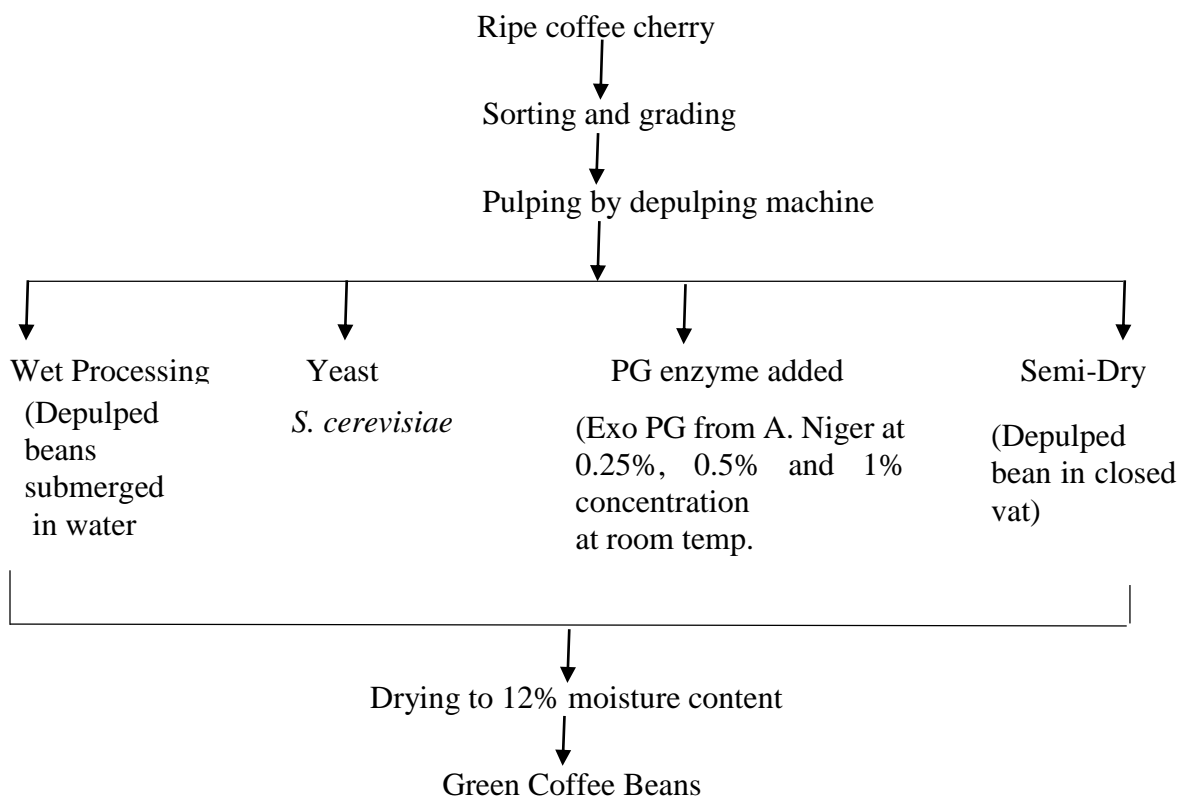 Ripe coffee cherry
Sorting and grading
Pulping by depulping machine
Wet Processing
(Depulped
beans
submerged
in water
Yeast
S. cerevisiae
PG enzyme added
(Exo PG from A. Niger at
0.25%, 0.5% and 1%
concentration
at room temp.
Semi-Dry
(Depulped
bean in closed
vat)
Drying to 12% moisture content
Green Coffee Beans